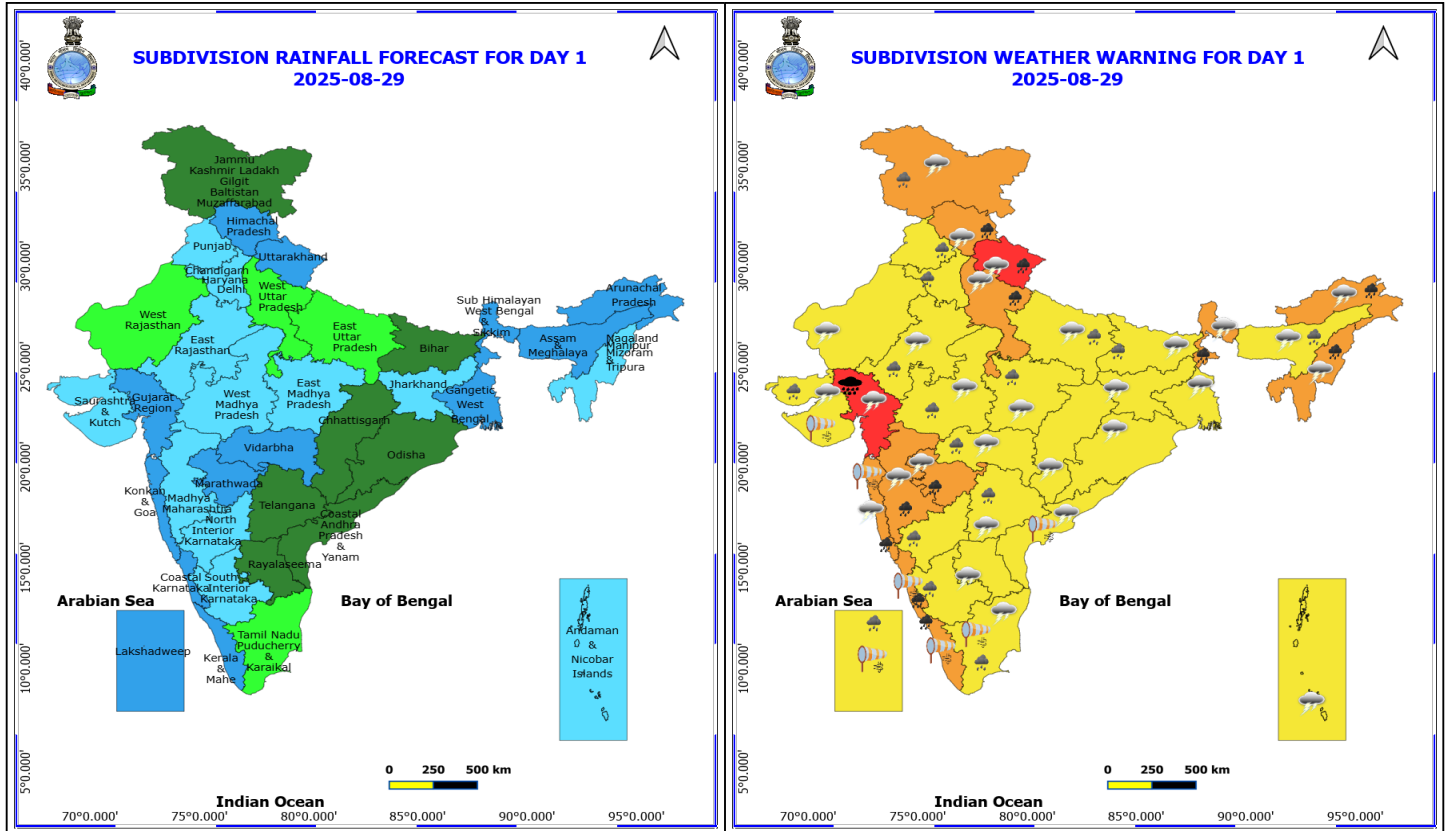 SUBDIVISION RAINFALL FORECAST FOR DAY 1
2025-08-29
40°0.000'
35°0.000'
30°0.000'
25°0.000'
20°0.000'
15°0.000'
10°0.000'
5°0.000'
Jammu
Kashmir Ladakh
Gilgit
Baltistan
Muzaffarabad
Himachal
Pradesh
Punjab
Uttarakhand
Chandigarh
Haryana
Delhi
West
Uttar
Pradesh
West
Rajasthan
East
Uttar
Pradesh
East
Rajasthan
Bihar
Sub Himalayan
West Bengal
&
Sikkim
Arunachal
Pradesh
Assam
&
Meghalaya
Nagaland
Manipur
Mizoram
&
Tripura
Saurashtra
&
Kutch
Gujarat
Region
West
Madhya
Pradesh
East
Madhya
Pradesh
Jharkhand
Gangetic
West
Bengal
Chhattisgarh
Odisha
Vidarbha
Konkan
&
Goa
Marathwada
Madhya
Maharashtra
North
Interior
Karnataka
Telangana
Coastal
Andhra
Pradesh
&
Yanam
Rayalaseema
Coastal
Karnataka
South
Interior
Karnataka
Arabian Sea
Bay of Bengal
Lakshadweep
Kerala
&
Mahe
Tamil Nadu
Puducherry
&
Karaikal
Andaman
&
Nicobar
Islands
0 250 500 km
Indian Ocean
70°0.000' 75°0.000' 80°0.000' 85°0.000' 90°0.000' 95°0.000'
SUBDIVISION WEATHER WARNING FOR DAY 1
2025-08-29
40°0.000'
35°0.000'
30°0.000'
25°0.000'
20°0.000'
15°0.000'
10°0.000'
5°0.000'
Arabian Sea
Bay of Bengal
0 250 500 km
Indian Ocean
70°0.000' 75°0.000' 80°0.000' 85°0.000' 90°0.000' 95°0.000'